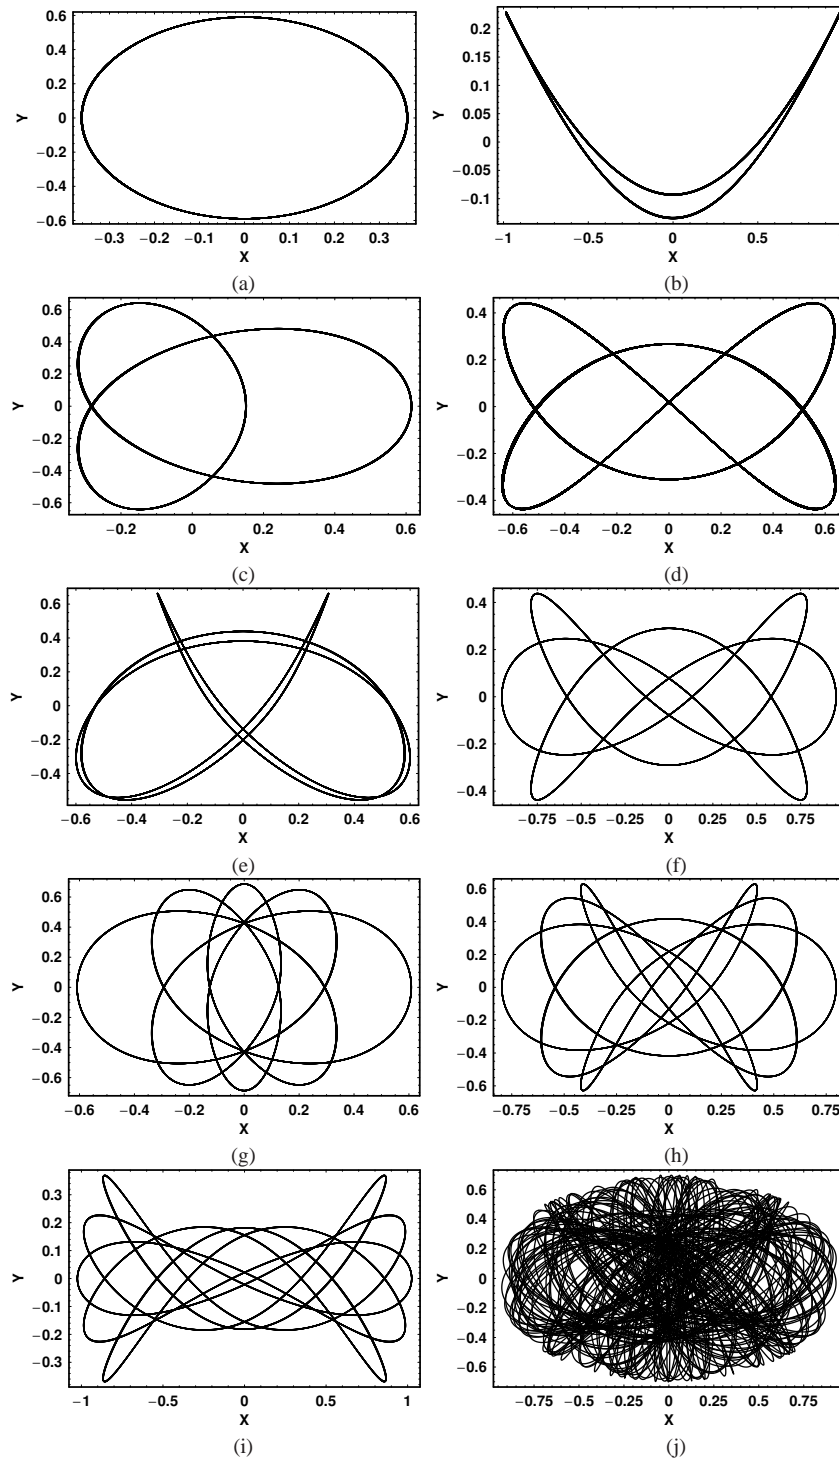 0.6
0.4
0.2
0
−0.2
−0.4
−0.6
Y
−0.3 −0.2 −0.1 0 0.1 0.2 0.3
X
(a)
0.2
0.15
0.1
0.05
0
−0.05
−0.1
Y
−1 −0.5 0 0.5
X
(b)
0.6
0.4
0.2
0
−0.2
−0.4
−0.6
Y
−0.2 0 0.2 0.4 0.6
X
(c)
0.4
0.2
0
−0.2
−0.4
Y
−0.6 −0.4 −0.2 0 0.2 0.4 0.6
X
(d)
0.6
0.4
0.2
0
−0.2
−0.4
Y
−0.6 −0.4 −0.2 0 0.2 0.4 0.6
X
(e)
0.4
0.2
0
−0.2
−0.4
Y
−0.75 −0.5 −0.25 0 0.25 0.5 0.75
X
(f)
0.6
0.4
0.2
0
−0.2
−0.4
−0.6
Y
−0.6 −0.4 −0.2 0 0.2 0.4 0.6
X
(g)
0.6
0.4
0.2
0
−0.2
−0.4
−0.6
Y
−0.75 −0.5 −0.25 0 0.25 0.5 0.75
X
(h)
0.3
0.2
0.1
0
−0.1
−0.2
−0.3
Y
−1 −0.5 0 0.5 1
X
(i)
0.6
0.4
0.2
0
−0.2
−0.4
−0.6
Y
−0.75 −0.5 −0.25 0 0.25 0.5 0.75
X
(j)